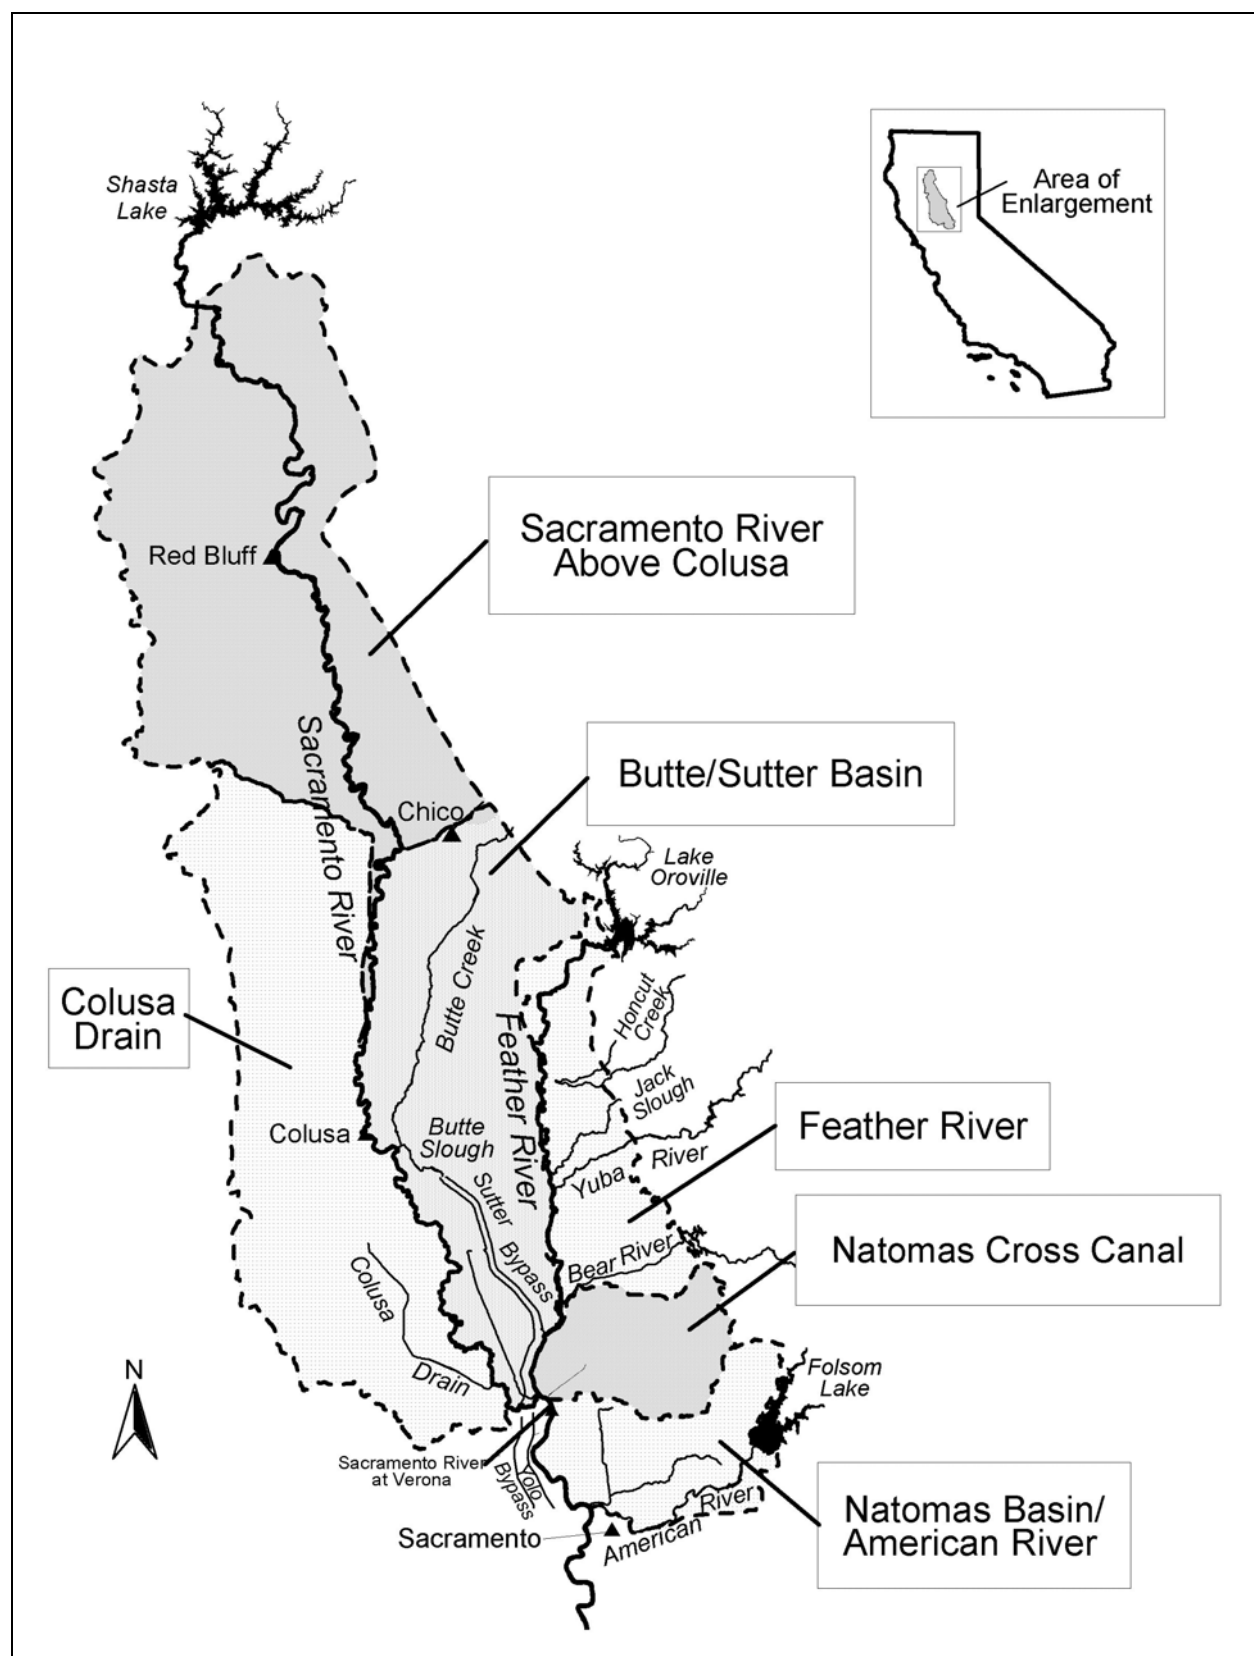 Shasta
Lake
Area of
Enlargement
Sacramento River
Above Colusa
Red Bluff
Sacramento River
Butte/Sutter Basin
Chico
Lake
Oroville
Butte Creek
Feather River
Honcut
Creek
Colusa
Drain
Jack
Slough
Colusa
Butte
Slough
Feather River
Yuba River
Sutter Bypass
Natomas Cross Canal
Bear River
Colusa Drain
N
Folsom
Lake
Sacramento River
at Verona
Yolo
Bypass
Natomas Basin/
American River
Sacramento
American River